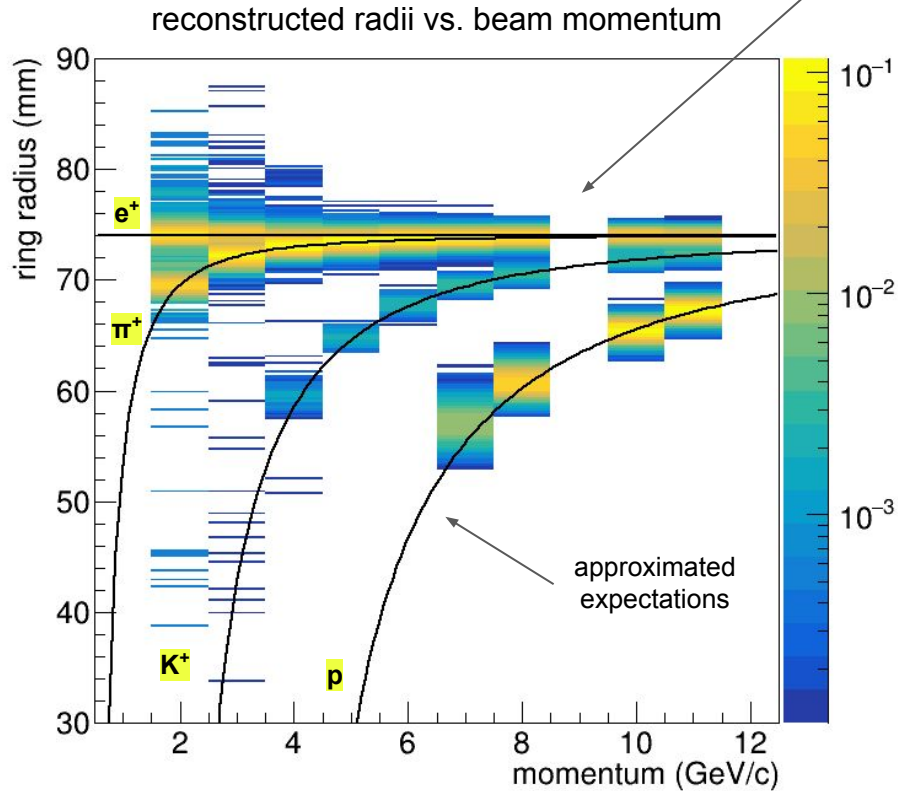 reconstructed radii vs. beam momentum
ring radius (mm)
90
80
70
60
50
40
30
e⁺
π⁺
K⁺
p
approximated
expectations
2
4
6
8
10
12
momentum (GeV/c)
10⁻¹
10⁻²
10⁻³